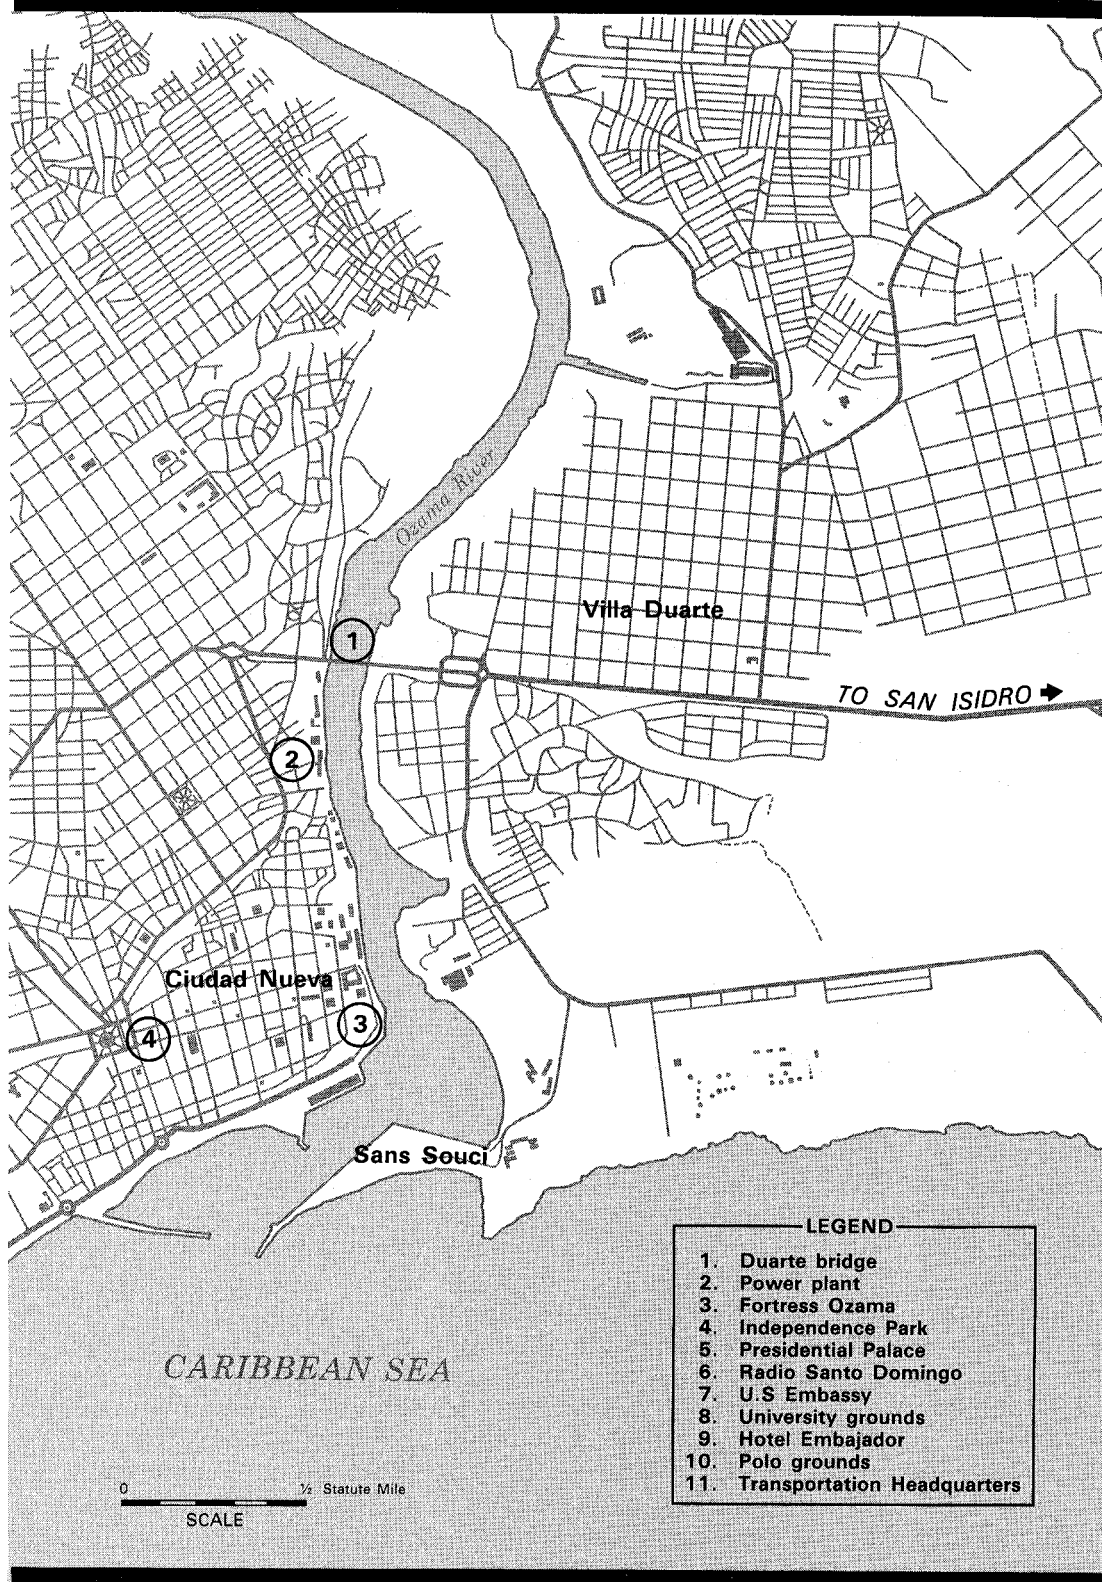 Ozama River
1
Villa Duarte
TO SAN ISIDRO
2
Ciudad Nueva
3
4
Sans Souci
LEGEND
1. Duarte bridge
2. Power plant
3. Fortress Ozama
4. Independence Park
5. Presidential Palace
6. Radio Santo Domingo
7. U.S Embassy
8. University grounds
9. Hotel Embajador
10. Polo grounds
11. Transportation Headquarters
CARIBBEAN SEA
0 ½ Statute Mile
SCALE